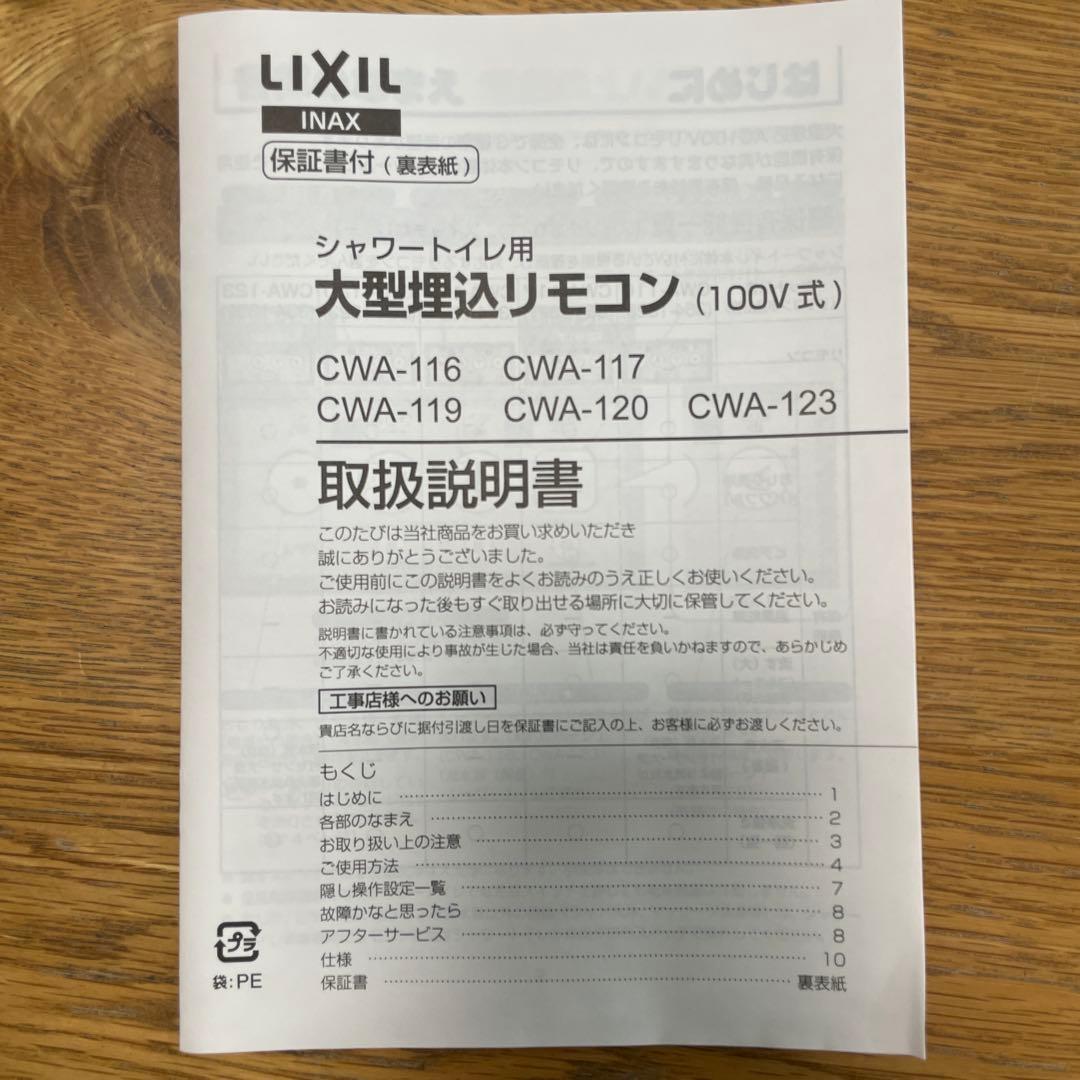 LIXIL
INAX
保証書付(裏表紙)
シャワートイレ用
大型埋込リモコン(100V式)
CWA-116 CWA-117
CWA-119 CWA-120 CWA-123
取扱説明書
このたびは当社商品をお買い求めいただき
誠にありがとうございました。
ご使用前にこの説明書をよくお読みのうえ正しくお使いください。
お読みになった後もすぐ取り出せる場所に大切に保管してください。
説明書に書かれている注意事項は、必ず守ってください。
不適切な使用により事故が生じた場合、当社は責任を負いかねますので、あらかじめ
ご了承ください。
工事店様へのお願い
貴店名ならびに据付引渡し日を保証書にご記入の上、お客様に必ずお渡しください。
もくじ
はじめに 1
各部のなまえ 2
お取り扱い上の注意 3
ご使用方法 4
隠し操作設定一覧 7
故障かなと思ったら 8
アフターサービス 8
仕様 10
保証書 裏表紙
プラ
袋:PE